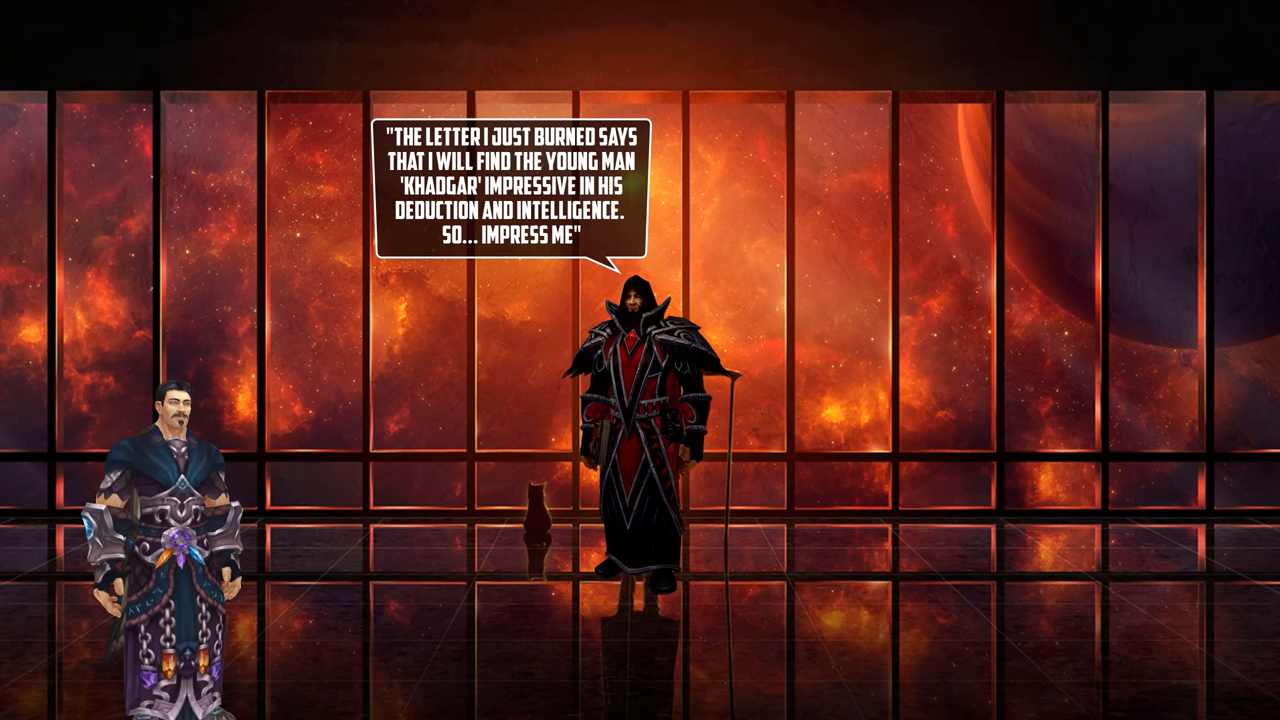 "THE LETTER I JUST BURNED SAYS
THAT I WILL FIND THE YOUNG MAN
'KHADGAR' IMPRESSIVE IN HIS
DEDUCTION AND INTELLIGENCE.
SO... IMPRESS ME"